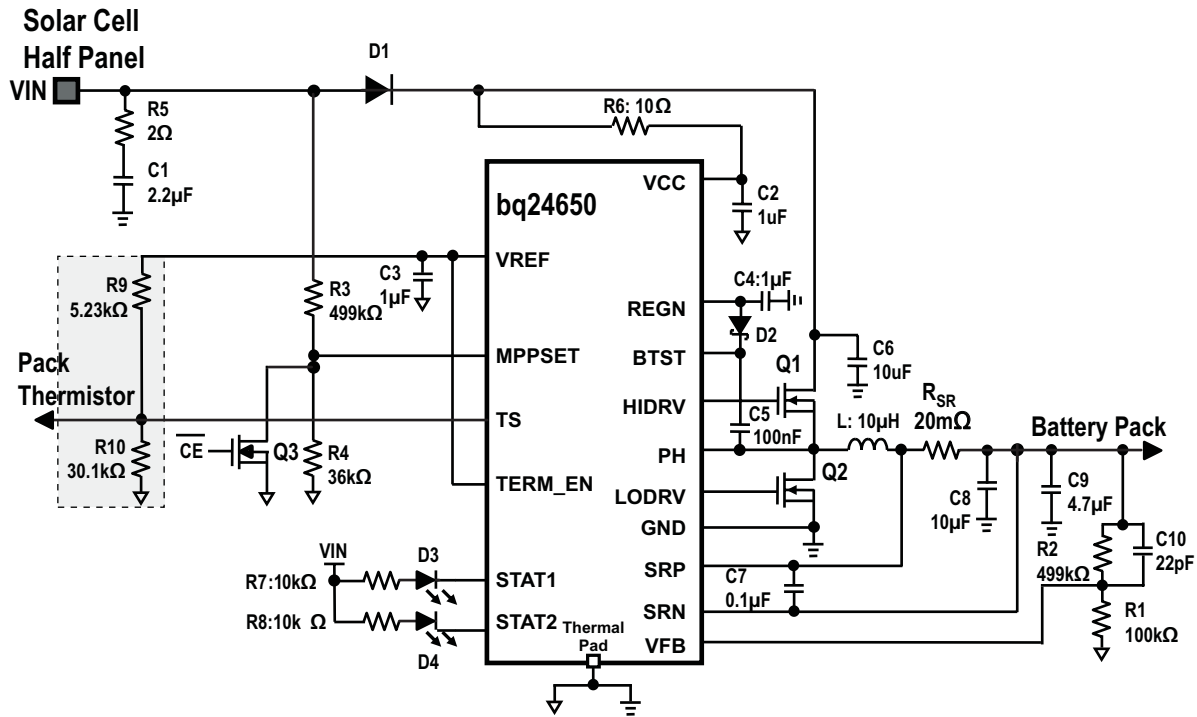 Solar Cell
Half Panel
VIN
D1
R5
2Ω
C1
2.2µF
R6: 10Ω
bq24650
VCC
C2
1uF
VREF
R9
5.23kΩ
C3
1µF
R3
499kΩ
C4:1µF
REGN
D2
MPPSET
BTST
Q1
C6
10uF
Pack
Thermistor
TS
HIDRV
C5
100nF
L: 10µH
RSR
20mΩ
Battery Pack
R10
30.1kΩ
CE
Q3
R4
36kΩ
PH
Q2
TERM_EN
LODRV
C8
10µF
C9
4.7µF
GND
R2
499kΩ
C10
22pF
VIN
D3
R7:10kΩ
STAT1
SRP
C7
0.1µF
R8:10k Ω
STAT2
D4
SRN
R1
100kΩ
Thermal
Pad
VFB